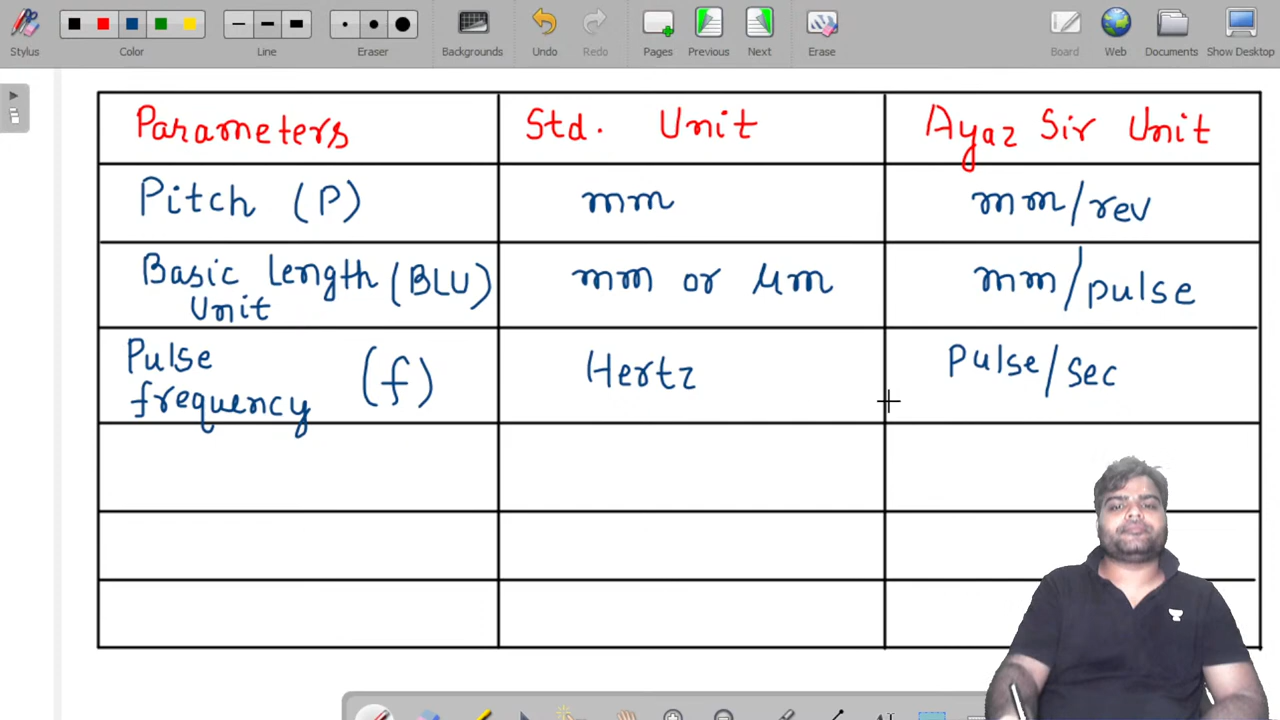 Stylus
Color
Line
Eraser
Backgrounds
Undo
Redo
Pages
Previous
Next
Erase
Board
Web
Documents
Show Desktop
Parameters Std. Unit Ayaz Sir Unit
Pitch (P) mm mm/rev
Basic Length (BLU) mm or μm mm/pulse
Unit
Pulse
frequency (f) Hertz Pulse/sec